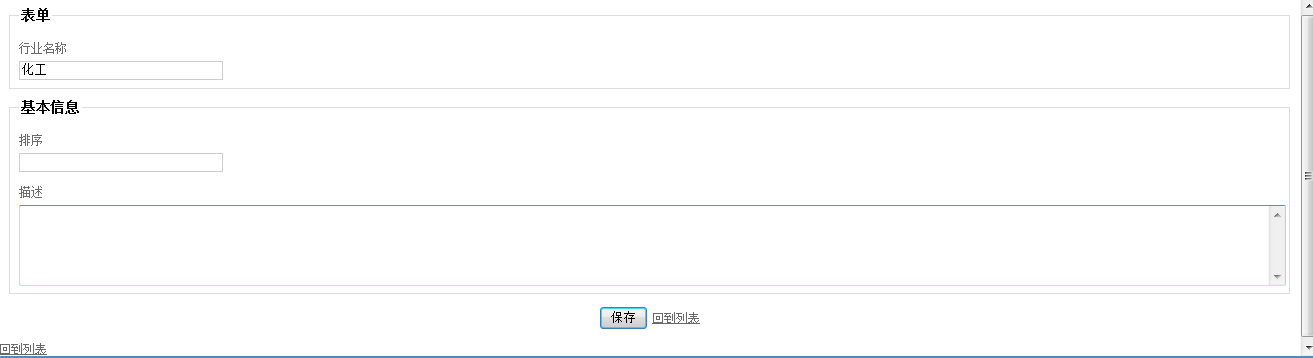 表单
行业名称
化工
基本信息
排序
描述
保存 回到列表
回到列表